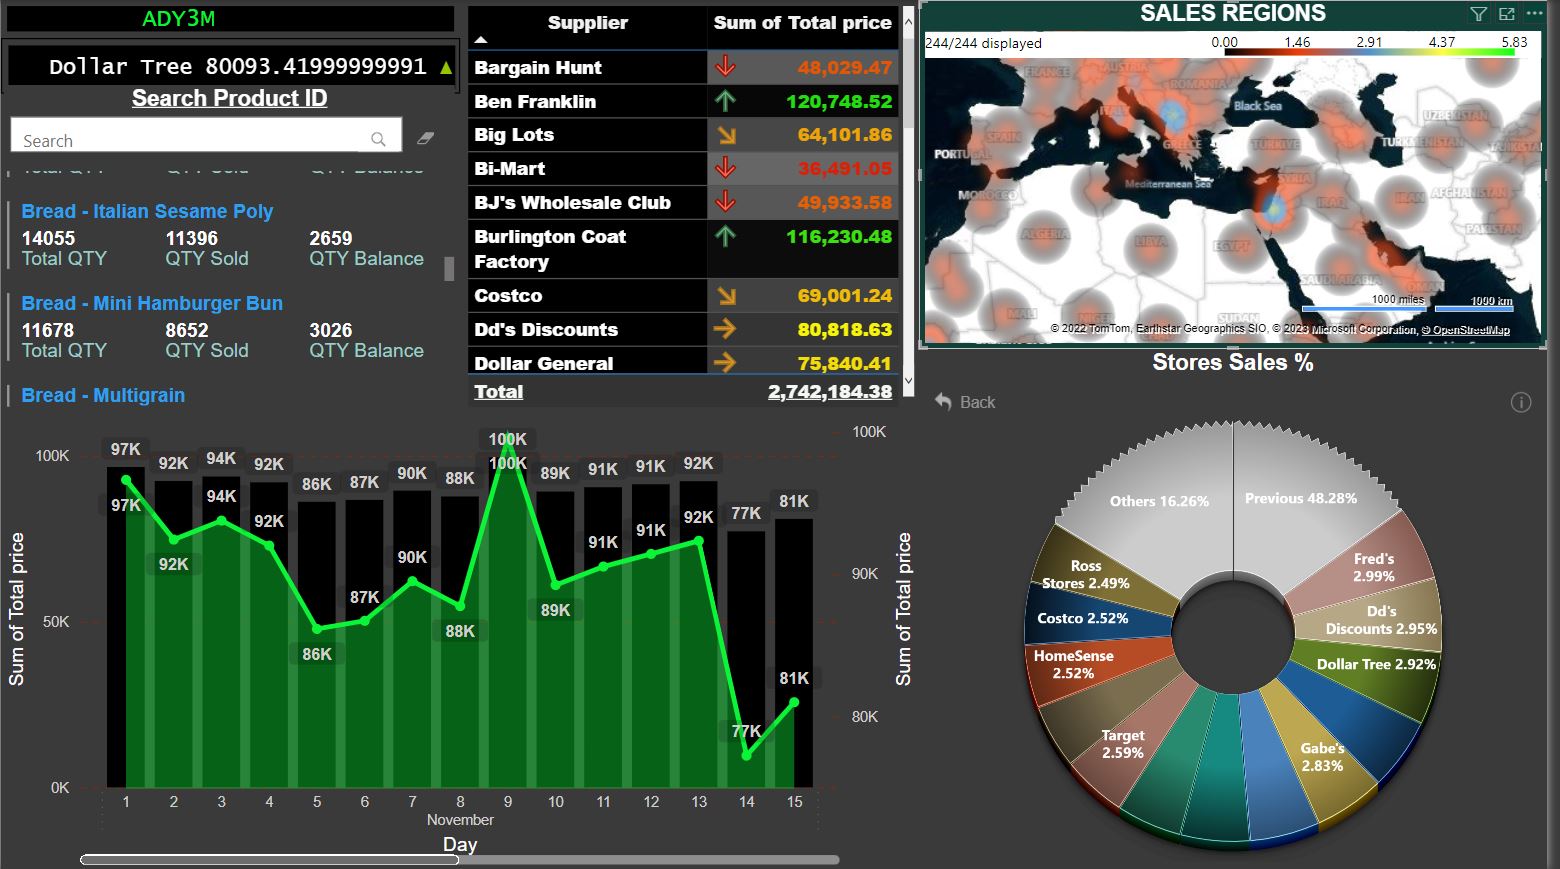 ADY3M
Dollar Tree 80093.41999999991 ▲
Search Product ID
Search
Total QTY QTY Sold QTY Balance
Bread - Italian Sesame Poly
14055 11396 2659
Total QTY QTY Sold QTY Balance
Bread - Mini Hamburger Bun
11678 8652 3026
Total QTY QTY Sold QTY Balance
Bread - Multigrain
Supplier Sum of Total price
Bargain Hunt 48,029.47
Ben Franklin 120,748.52
Big Lots 64,101.86
Bi-Mart 36,491.05
BJ's Wholesale Club 49,933.58
Burlington Coat 116,230.48
Factory
Costco 69,001.24
Dd's Discounts 80,818.63
Dollar General 75,840.41
Total 2,742,184.38
SALES REGIONS
244/244 displayed
0.00 1.46 2.91 4.37 5.83
FRANCE
AUSTRIA
ROMANIA
Black Sea
ITALY
UZBEKISTAN
SPAIN
GREECE
TÜRKIYE
TURKMENISTAN
PORTUGAL
Mediterranean Sea
SYRIA
MOROCCO
IRAQ
IRAN
AFGHANISTAN
ALGERIA
LIBYA
EGYPT
PAKISTAN
SAUDI ARABIA
OMAN
MALI
NIGER
SUDAN
1000 miles 1000 km
© 2022 TomTom, Earthstar Geographics SIO, © 2023 Microsoft Corporation, © OpenStreetMap
Stores Sales %
Back
Others 16.26%
Previous 48.28%
Fred's
2.99%
Dd's
Discounts 2.95%
Dollar Tree 2.92%
Gabe's
2.83%
Target
2.59%
HomeSense
2.52%
Costco 2.52%
Ross
Stores 2.49%
Sum of Total price
100K
50K
0K
97K 92K 94K 92K 86K 87K 90K 88K 100K 89K 91K 91K 92K 77K 81K
97K 92K 94K 92K 86K 87K 90K 88K 100K 89K 91K 91K 92K 77K 81K
100K
90K
80K
Sum of Total price
1 2 3 4 5 6 7 8 9 10 11 12 13 14 15
November
Day